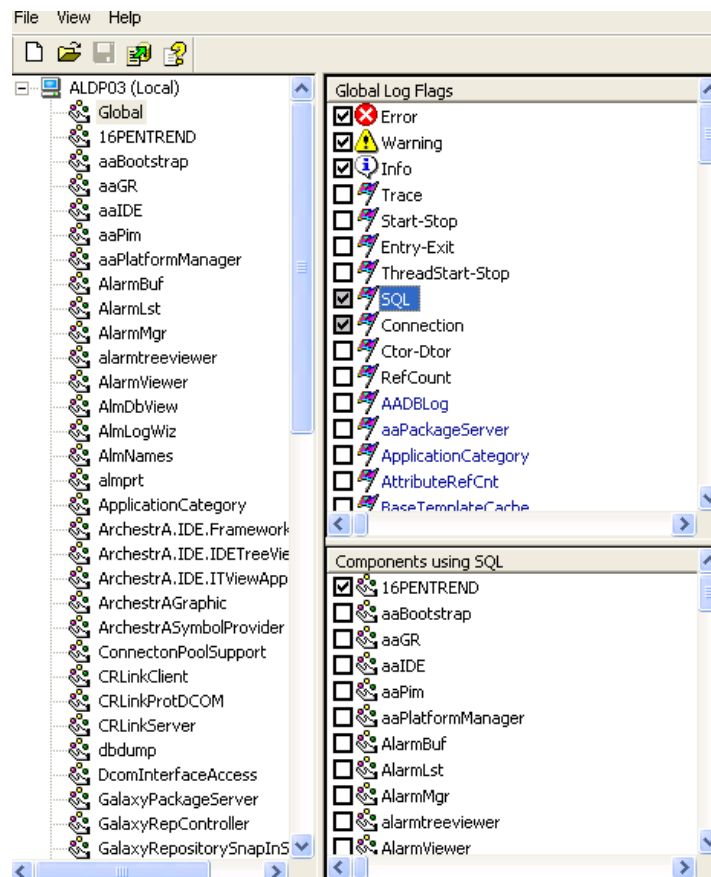 File View Help
ALDP03 (Local)
Global
16PENTREND
aaBootstrap
aaGR
aaIDE
aaPim
aaPlatformManager
AlarmBuf
AlarmLst
AlarmMgr
alarmtreeviewer
AlarmViewer
AlmDbView
AlmLogWiz
AlmNames
almprt
ApplicationCategory
ArchestrA.IDE.Framework
ArchestrA.IDE.IDETreeVie
ArchestrA.IDE.ITViewApp
ArchestrAGraphic
ArchestrASymbolProvider
ConnectonPoolSupport
CRLinkClient
CRLinkProtDCOM
CRLinkServer
dbdump
DcomInterfaceAccess
GalaxyPackageServer
GalaxyRepController
GalaxyRepositorySnapInS
Global Log Flags
Error
Warning
Info
Trace
Start-Stop
Entry-Exit
ThreadStart-Stop
SQL
Connection
Ctor-Dtor
RefCount
AADBLog
aaPackageServer
ApplicationCategory
AttributeRefCnt
BaseTemplateCache
Components using SQL
16PENTREND
aaBootstrap
aaGR
aaIDE
aaPim
aaPlatformManager
AlarmBuf
AlarmLst
AlarmMgr
alarmtreeviewer
AlarmViewer